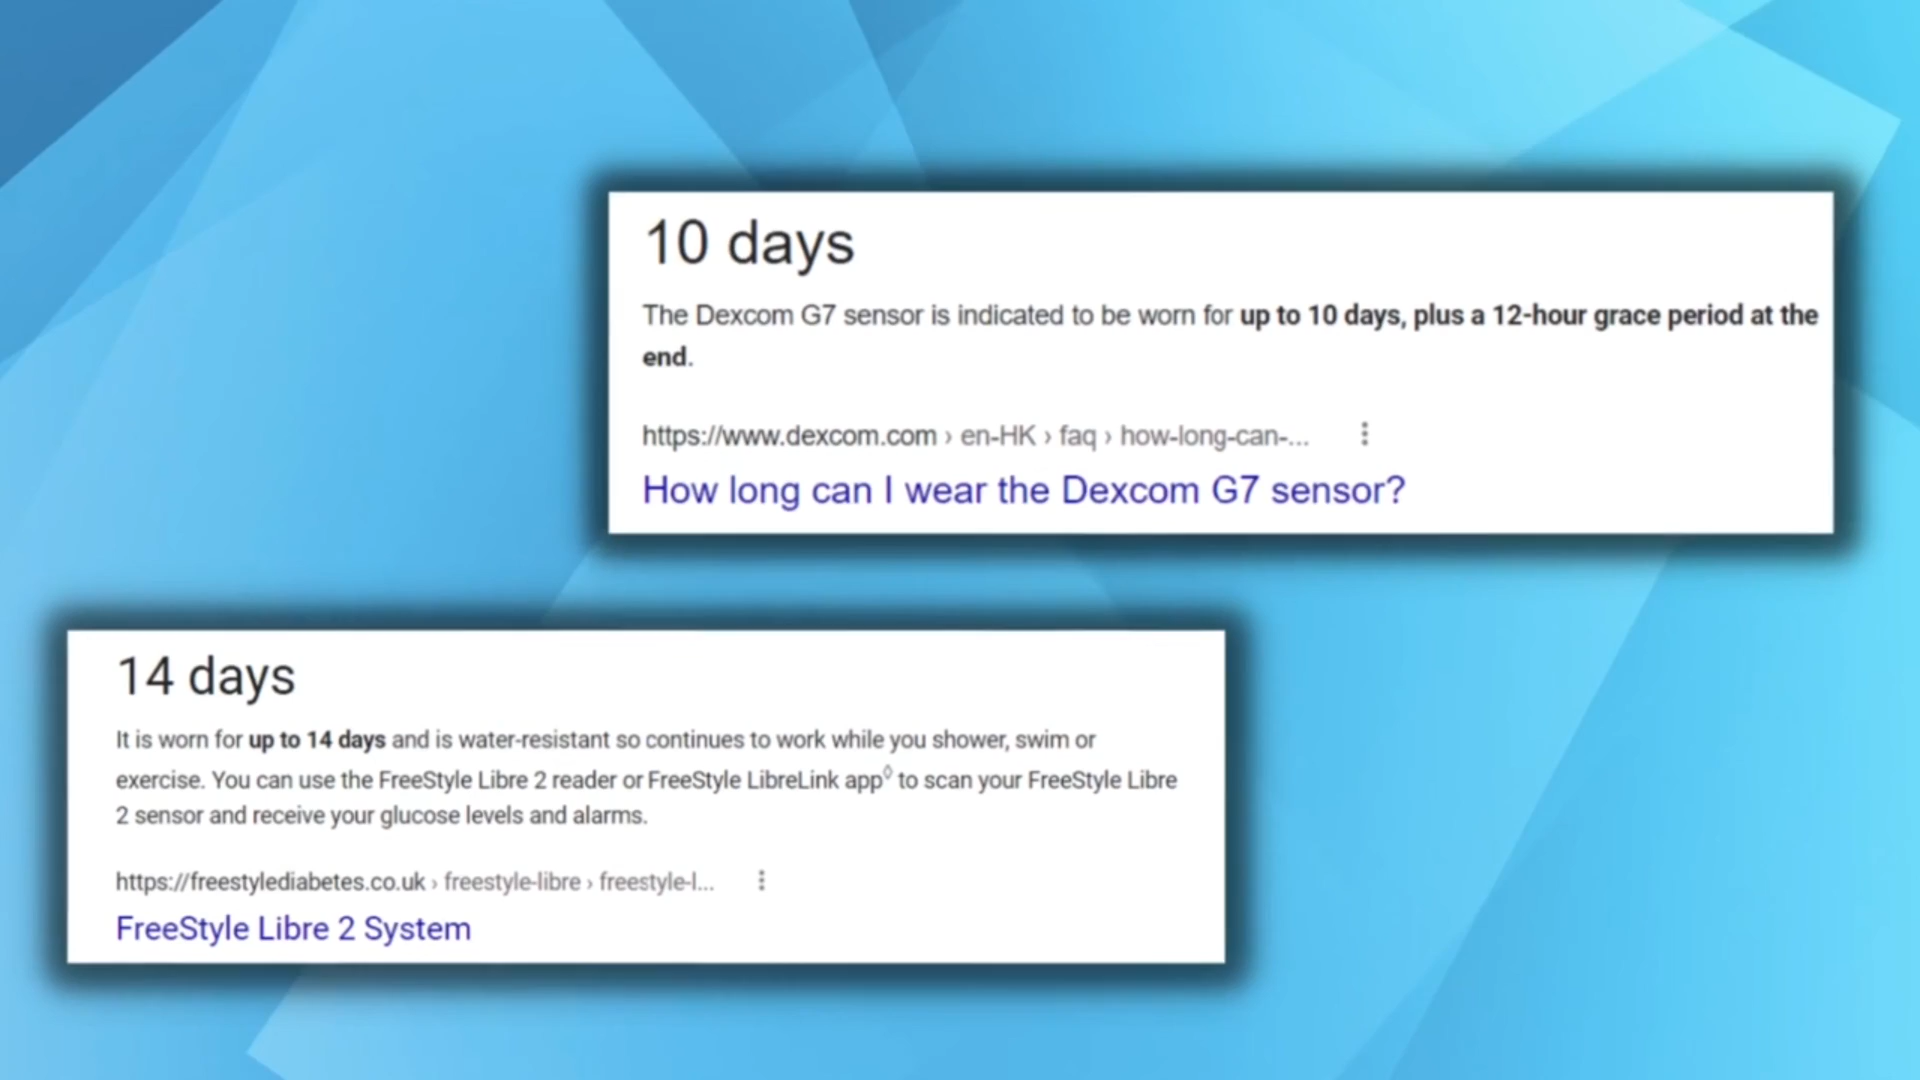 10 days
The Dexcom G7 sensor is indicated to be worn for up to 10 days, plus a 12-hour grace period at the
end.
https://www.dexcom.com › en-HK › faq › how-long-can-...
How long can I wear the Dexcom G7 sensor?
14 days
It is worn for up to 14 days and is water-resistant so continues to work while you shower, swim or
exercise. You can use the FreeStyle Libre 2 reader or FreeStyle LibreLink app◊ to scan your FreeStyle Libre
2 sensor and receive your glucose levels and alarms.
https://freestylediabetes.co.uk › freestyle-libre › freestyle-l...
FreeStyle Libre 2 System